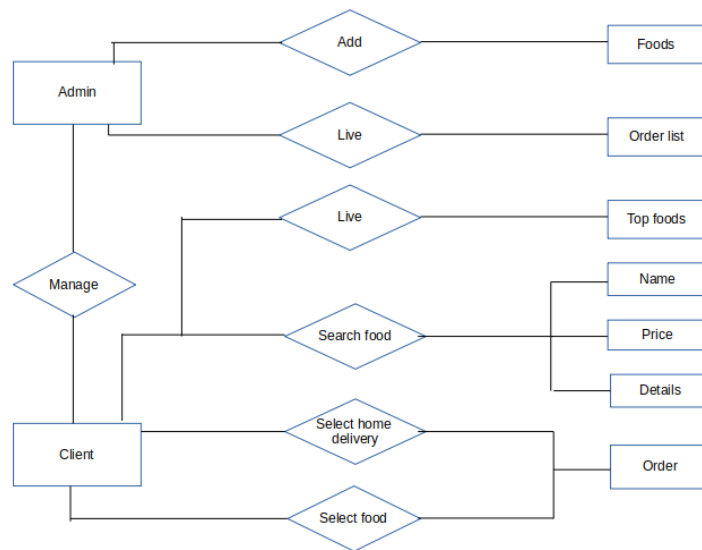 Add
Foods
Admin
Live
Order list
Live
Top foods
Manage
Name
Search food
Price
Details
Select home
delivery
Client
Order
Select food